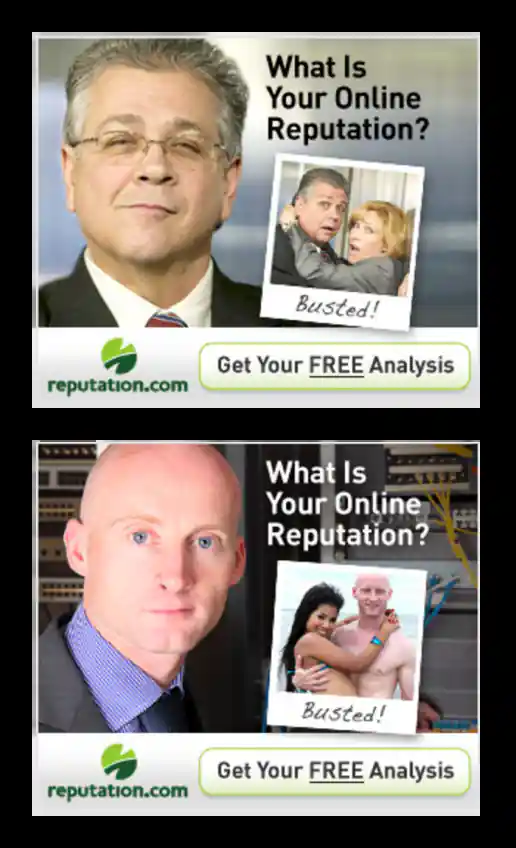 What Is
Your Online
Reputation?
Busted!
reputation.com
Get Your FREE Analysis
What Is
Your Online
Reputation?
Busted!
reputation.com
Get Your FREE Analysis